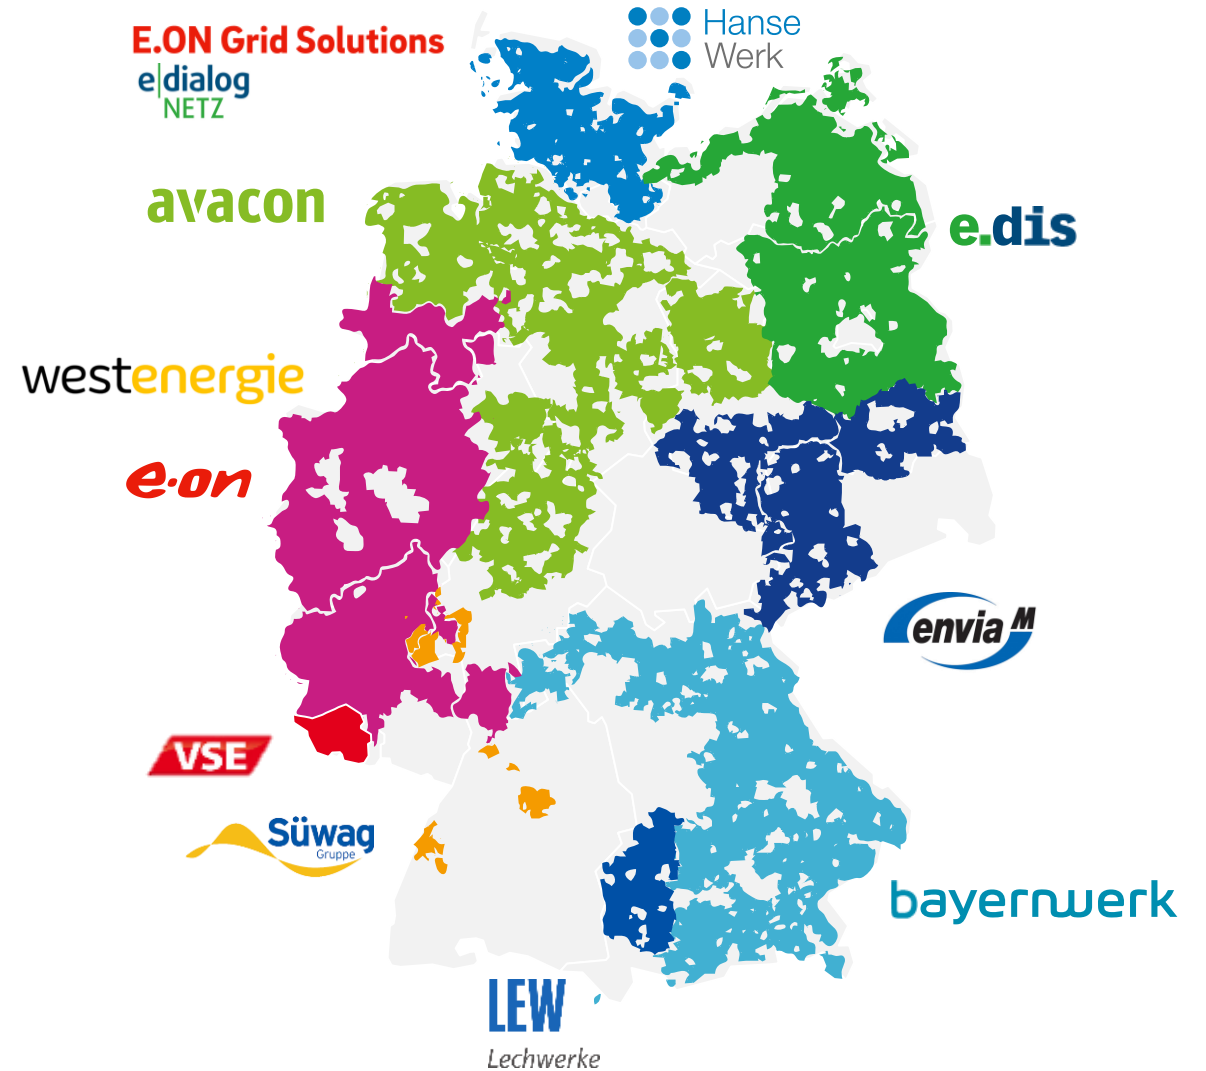 E.ON Grid Solutions
e|dialog
NETZ
Hanse
Werk
avacon
e.dis
westenergie
e·on
envia M
VSE
Süwag
Gruppe
bayernwerk
LEW
Lechwerke